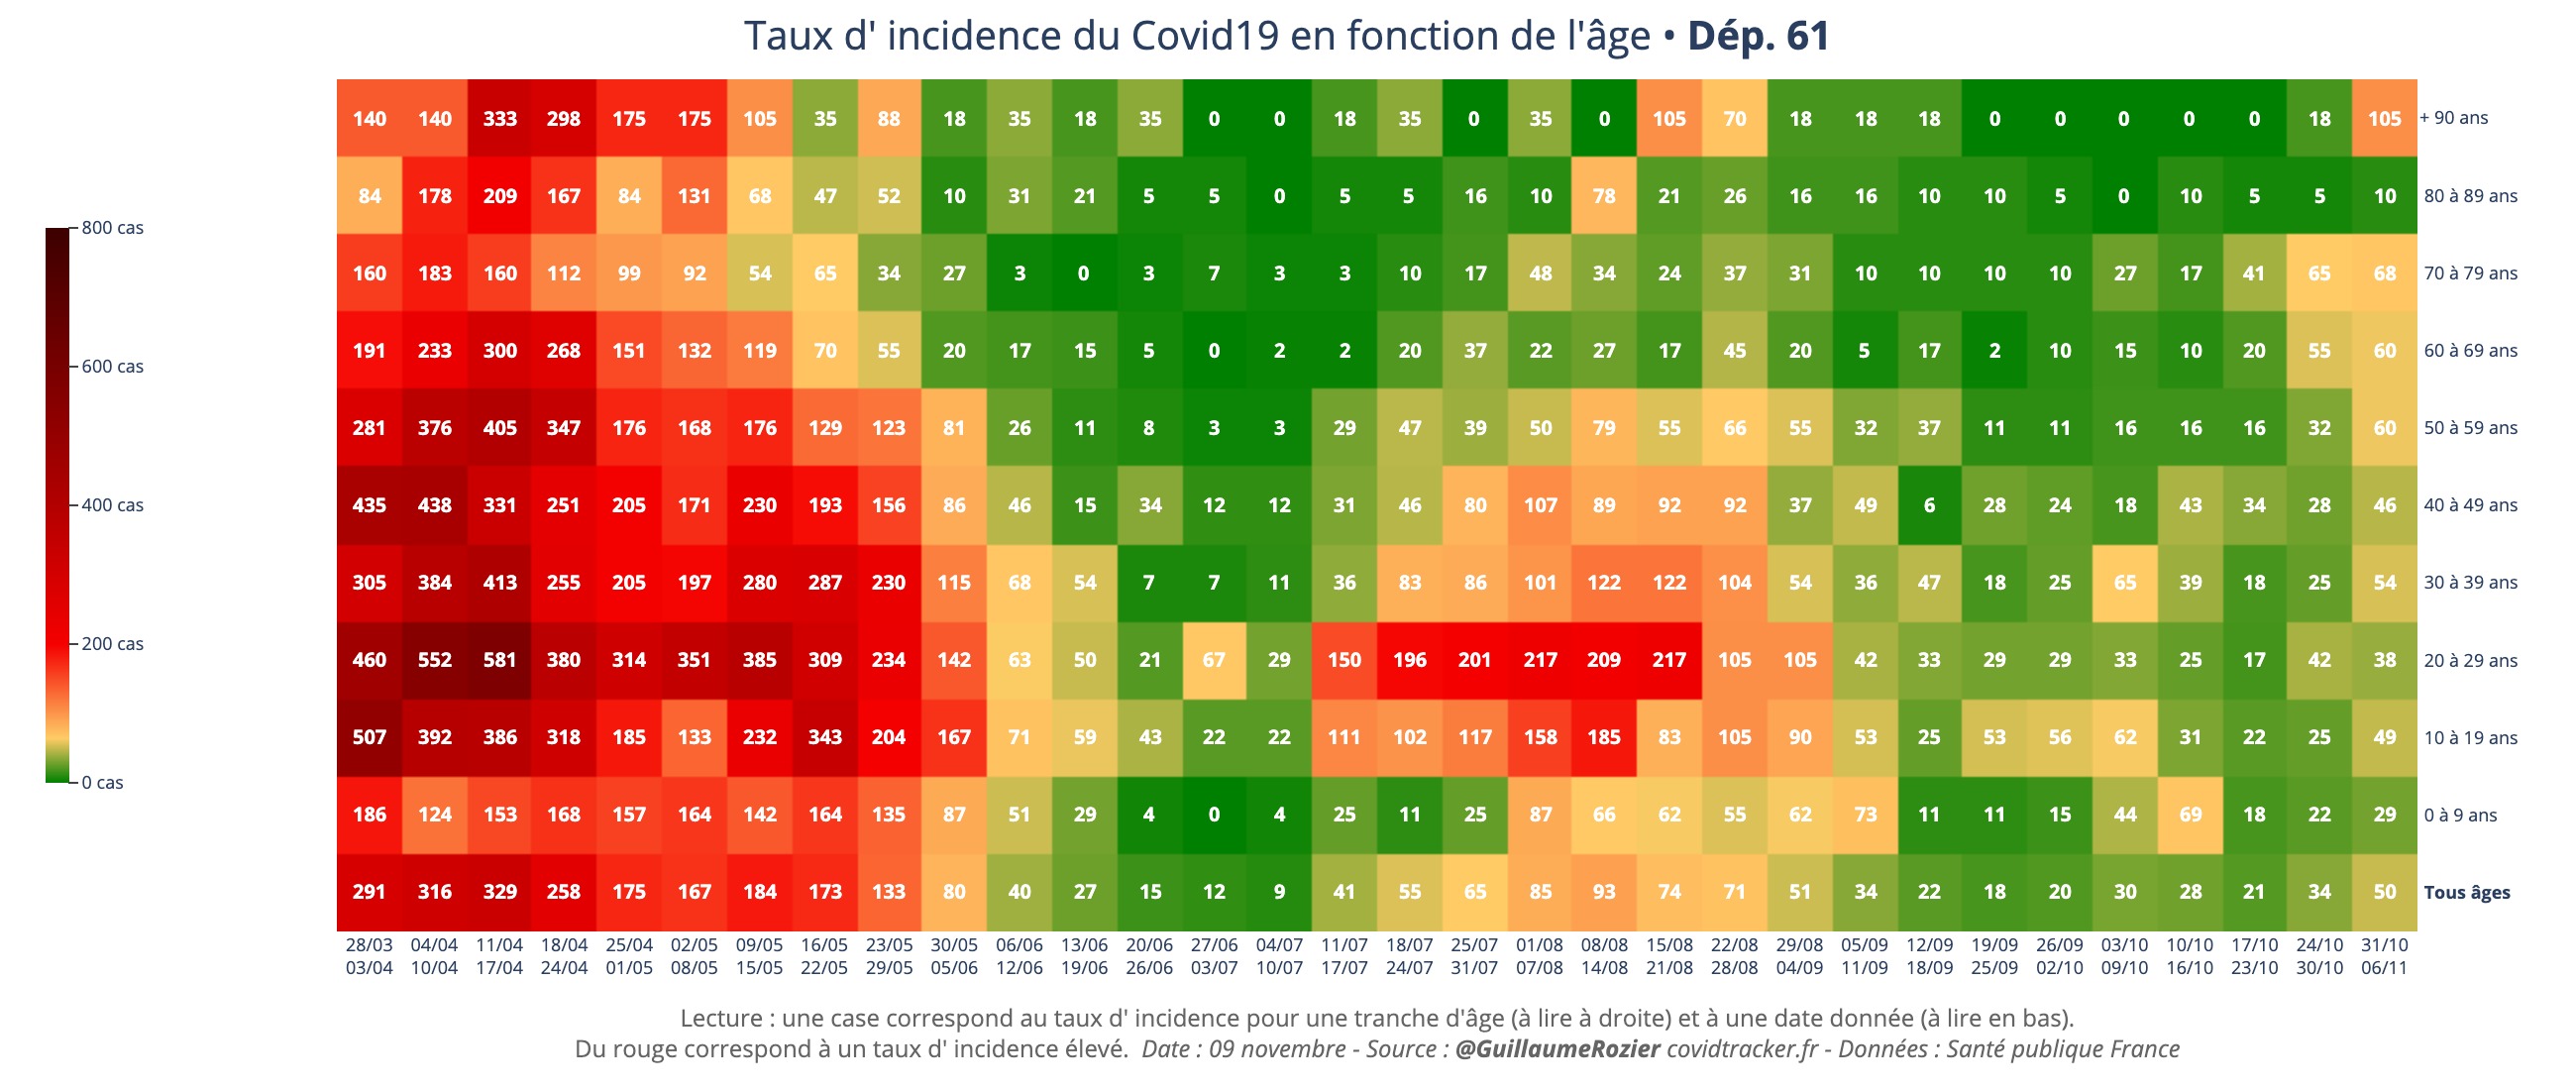 Taux d' incidence du Covid19 en fonction de l'âge • Dép. 61
140 140 333 298 175 175 105 35 88 18 35 18 35 0 0 18 35 0 35 0 105 70 18 18 18 0 0 0 0 0 18 105 + 90 ans
84 178 209 167 84 131 68 47 52 10 31 21 5 5 0 5 5 16 10 78 21 26 16 16 10 10 5 0 10 5 5 10 80 à 89 ans
800 cas
160 183 160 112 99 92 54 65 34 27 3 0 3 7 3 3 10 17 48 34 24 37 31 10 10 10 10 27 17 41 65 68 70 à 79 ans
191 233 300 268 151 132 119 70 55 20 17 15 5 0 2 2 20 37 22 27 17 45 20 5 17 2 10 15 10 20 55 60 60 à 69 ans
600 cas
281 376 405 347 176 168 176 129 123 81 26 11 8 3 3 29 47 39 50 79 55 66 55 32 37 11 11 16 16 16 32 60 50 à 59 ans
400 cas
435 438 331 251 205 171 230 193 156 86 46 15 34 12 12 31 46 80 107 89 92 92 37 49 6 28 24 18 43 34 28 46 40 à 49 ans
305 384 413 255 205 197 280 287 230 115 68 54 7 7 11 36 83 86 101 122 122 104 54 36 47 18 25 65 39 18 25 54 30 à 39 ans
200 cas
460 552 581 380 314 351 385 309 234 142 63 50 21 67 29 150 196 201 217 209 217 105 105 42 33 29 29 33 25 17 42 38 20 à 29 ans
507 392 386 318 185 133 232 343 204 167 71 59 43 22 22 111 102 117 158 185 83 105 90 53 25 53 56 62 31 22 25 49 10 à 19 ans
0 cas
186 124 153 168 157 164 142 164 135 87 51 29 4 0 4 25 11 25 87 66 62 55 62 73 11 11 15 44 69 18 22 29 0 à 9 ans
291 316 329 258 175 167 184 173 133 80 40 27 15 12 9 41 55 65 85 93 74 71 51 34 22 18 20 30 28 21 34 50 Tous âges
28/03 04/04 11/04 18/04 25/04 02/05 09/05 16/05 23/05 30/05 06/06 13/06 20/06 27/06 04/07 11/07 18/07 25/07 01/08 08/08 15/08 22/08 29/08 05/09 12/09 19/09 26/09 03/10 10/10 17/10 24/10 31/10
03/04 10/04 17/04 24/04 01/05 08/05 15/05 22/05 29/05 05/06 12/06 19/06 26/06 03/07 10/07 17/07 24/07 31/07 07/08 14/08 21/08 28/08 04/09 11/09 18/09 25/09 02/10 09/10 16/10 23/10 30/10 06/11
Lecture : une case correspond au taux d' incidence pour une tranche d'âge (à lire à droite) et à une date donnée (à lire en bas).
Du rouge correspond à un taux d' incidence élevé. Date : 09 novembre - Source : @GuillaumeRozier covidtracker.fr - Données : Santé publique France